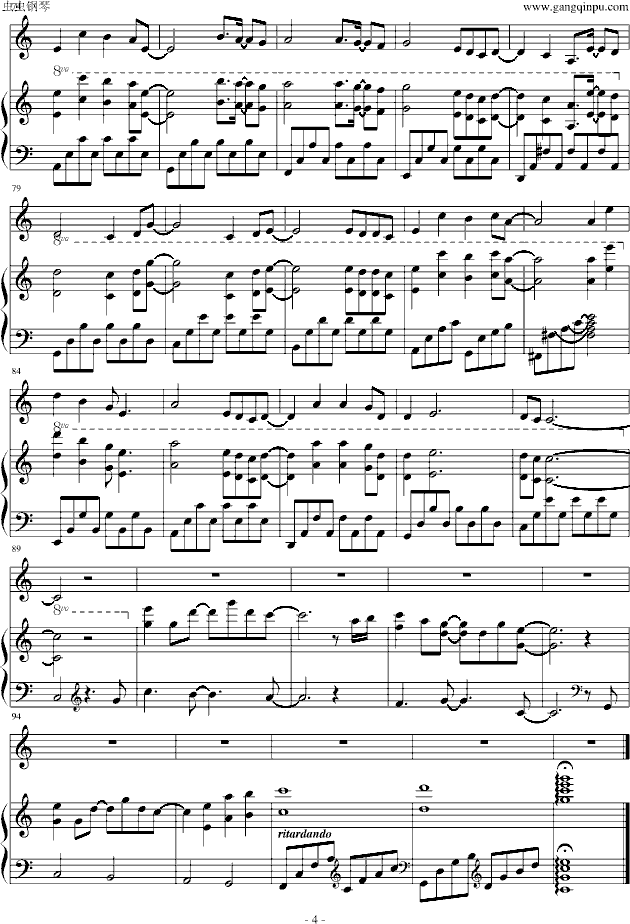 虫虫钢琴 www.gangqinpu.com
8va
79
8va
84
8va
89
8va
94
ritardando
- 4 -